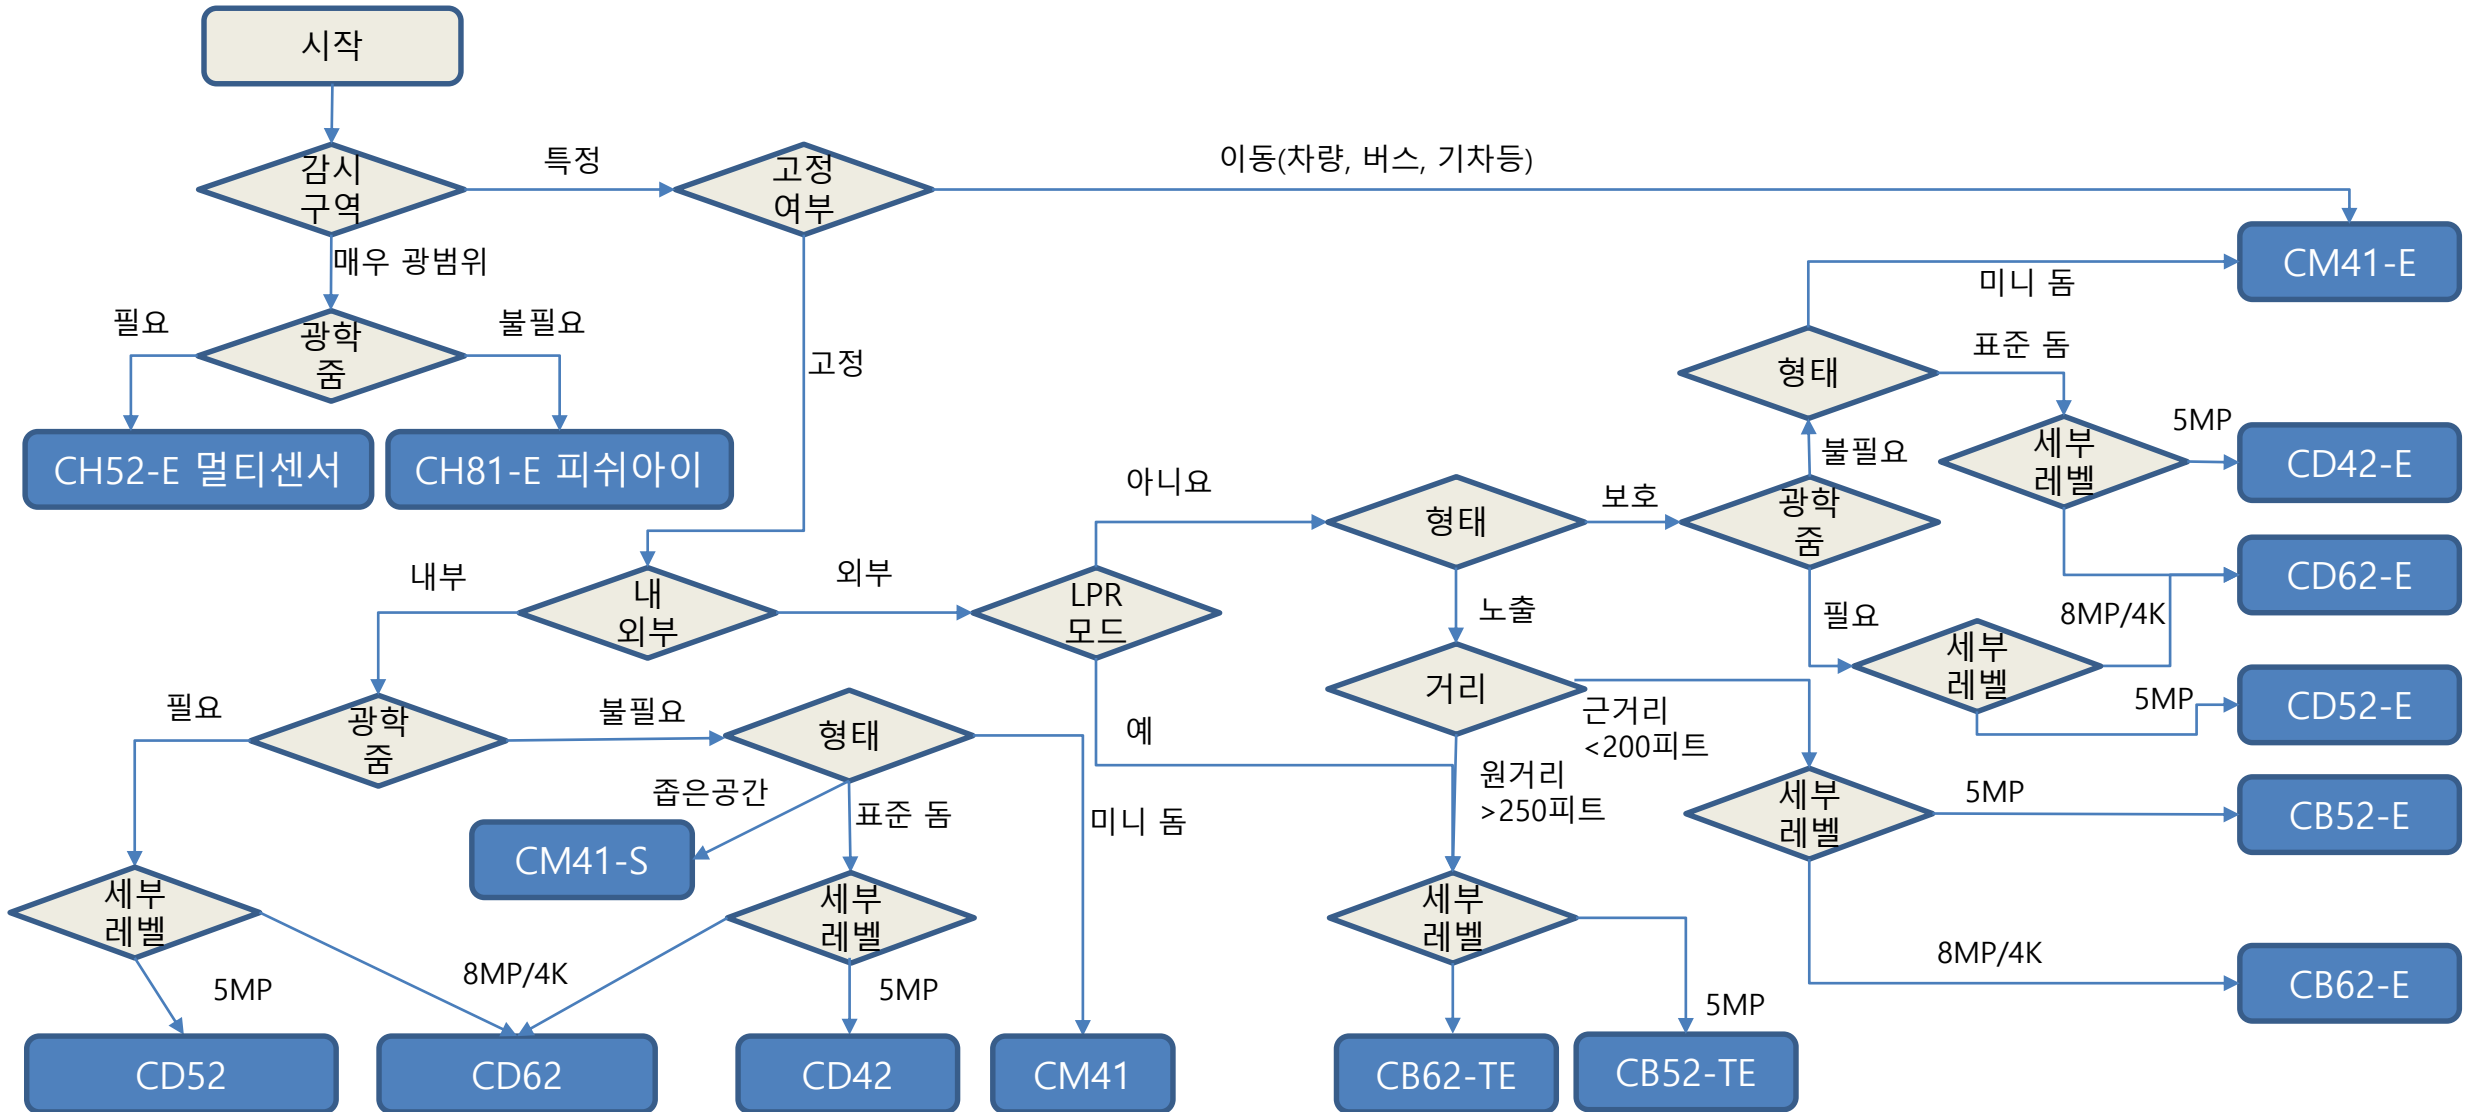 시작
감시
구역
특정
고정
여부
이동(차량, 버스, 기차등)
매우 광범위
필요
광학
줌
불필요
고정
CH52-E 멀티센서
CH81-E 피쉬아이
미니 돔
CM41-E
형태
표준 돔
세부
레벨
5MP
CD42-E
불필요
아니요
형태
보호
광학
줌
CD62-E
내부
내
외부
외부
LPR
모드
노출
필요
8MP/4K
세부
레벨
5MP
CD52-E
거리
근거리
<200피트
필요
광학
줌
불필요
형태
예
원거리
>250피트
세부
레벨
5MP
CB52-E
좁은공간
표준 돔
미니 돔
CM41-S
세부
레벨
세부
레벨
세부
레벨
8MP/4K
CB62-E
5MP
8MP/4K
5MP
5MP
CD52
CD62
CD42
CM41
CB62-TE
CB52-TE